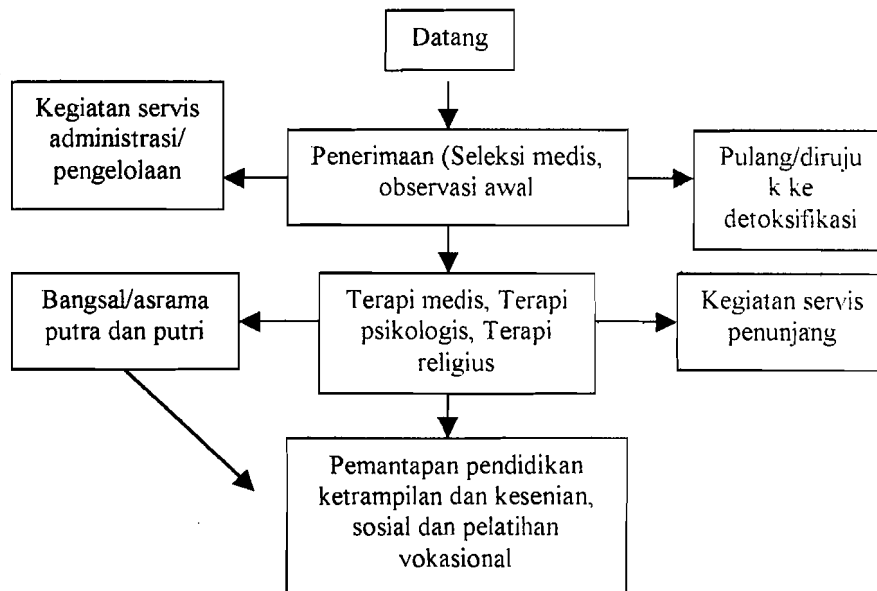 Datang
Kegiatan servis
administrasi/
pengelolaan
Penerimaan (Seleksi medis,
observasi awal
Pulang/diruju
k ke
detoksifikasi
Bangsal/asrama
putra dan putri
Terapi medis, Terapi
psikologis, Terapi
religius
Kegiatan servis
penunjang
Pemantapan pendidikan
ketrampilan dan kesenian,
sosial dan pelatihan
vokasional